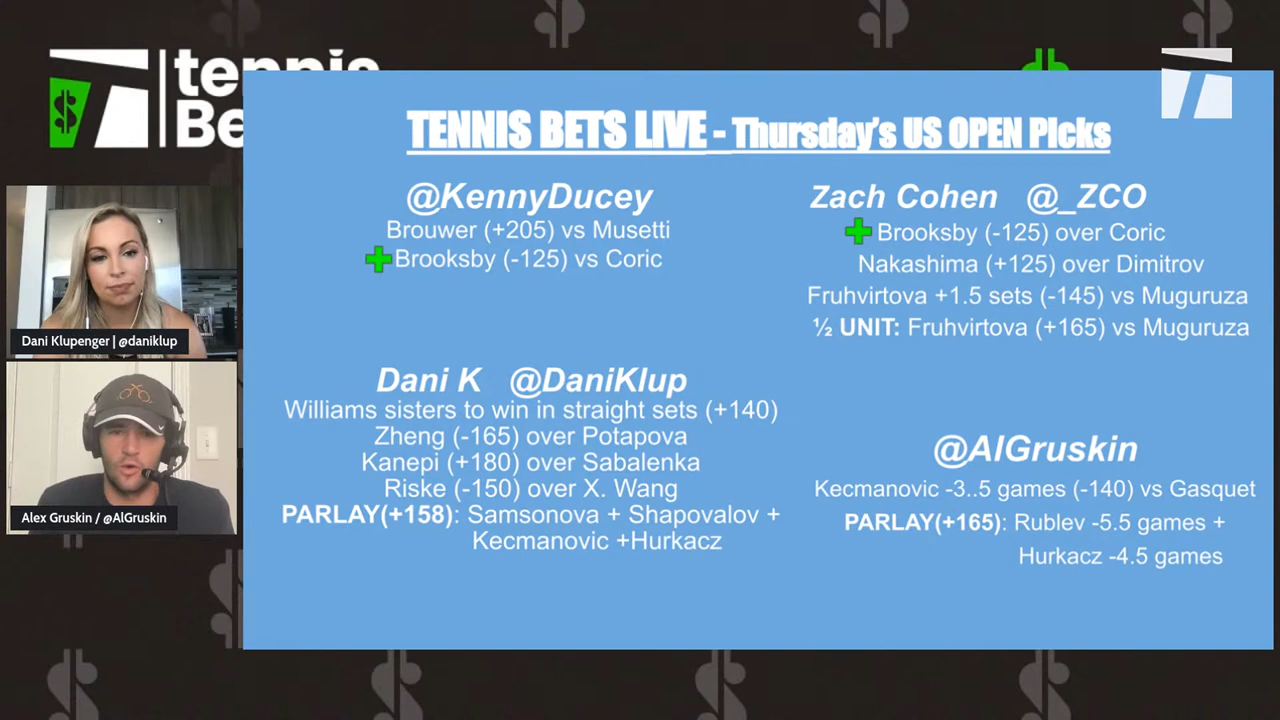 tennis
Be
TENNIS BETS LIVE - Thursday's US OPEN PIcks
@KennyDucey
Brouwer (+205) vs Musetti
Brooksby (-125) vs Coric
Zach Cohen @_ZCO
Brooksby (-125) over Coric
Nakashima (+125) over Dimitrov
Fruhvirtova +1.5 sets (-145) vs Muguruza
½ UNIT: Fruhvirtova (+165) vs Muguruza
Dani Klupenger | @daniklup
Dani K @DaniKlup
Williams sisters to win in straight sets (+140)
Zheng (-165) over Potapova
Kanepi (+180) over Sabalenka
Riske (-150) over X. Wang
PARLAY(+158): Samsonova + Shapovalov +
Kecmanovic +Hurkacz
@AlGruskin
Kecmanovic -3..5 games (-140) vs Gasquet
PARLAY(+165): Rublev -5.5 games +
Hurkacz -4.5 games
Alex Gruskin / @AlGruskin